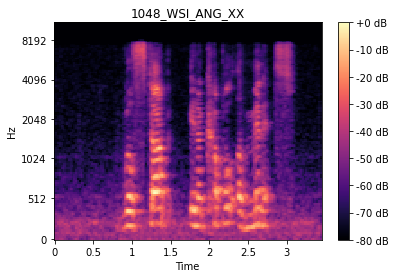 1048_WSI_ANG_XX
+0 dB
8192
-10 dB
-20 dB
4096
-30 dB
2048
-40 dB
Hz
1024
-50 dB
-60 dB
512
-70 dB
0
-80 dB
0 0.5 1 1.5 2 2.5 3
Time